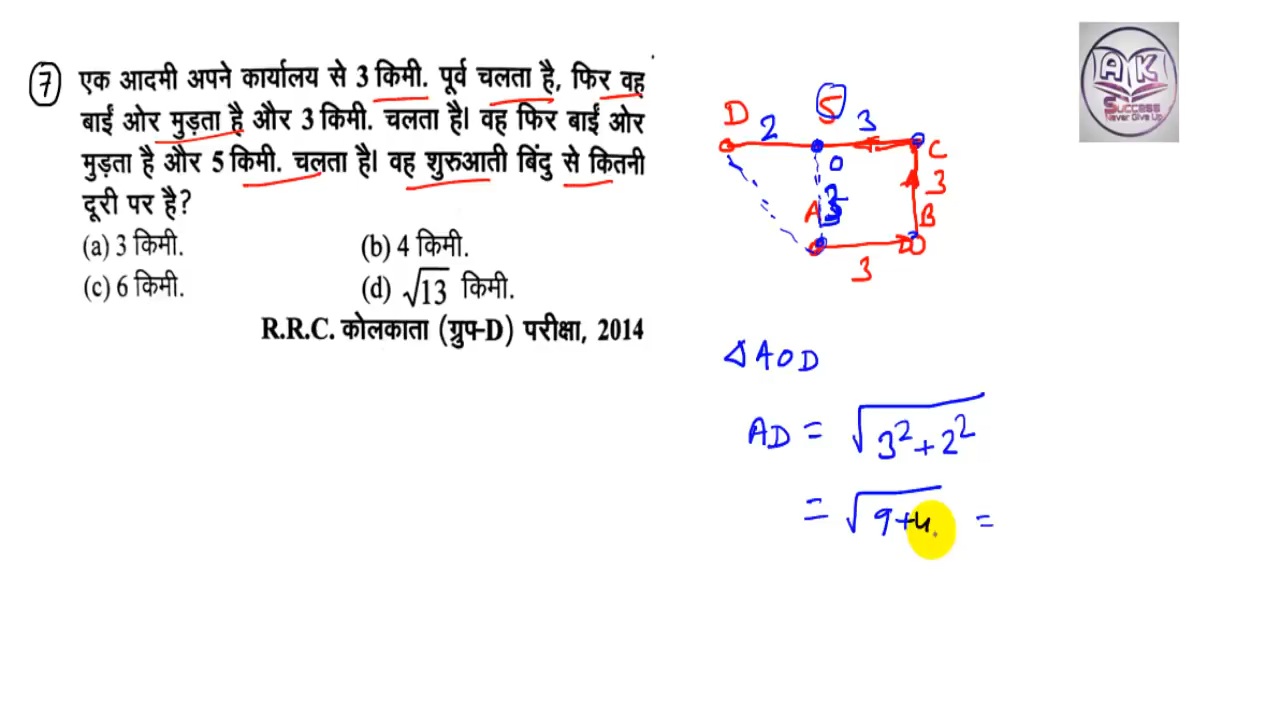 7 एक आदमी अपने कार्यालय से 3 किमी. पूर्व चलता है, फिर वह
बाईं ओर मुड़ता है और 3 किमी. चलता है। वह फिर बाईं ओर
मुड़ता है और 5 किमी. चलता है। वह शुरुआती बिंदु से कितनी
दूरी पर है?
(a) 3 किमी. (b) 4 किमी.
(c) 6 किमी. (d) √13 किमी.
R.R.C. कोलकाता (ग्रुप-D) परीक्षा, 2014
AK
Success
Never Give Up
D 2 5 3
O C
3
A 3 B
3
△AOD
AD = √3²+2²
= √9+4 =